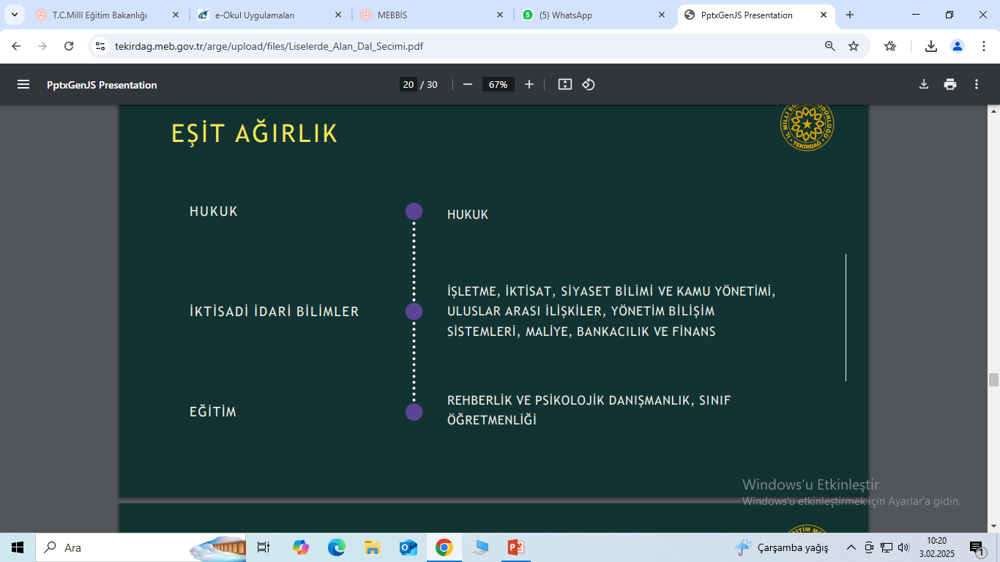 T.C.Millî Eğitim Bakanlığı
e-Okul Uygulamaları
MEBBİS
(5) WhatsApp
PptxGenJS Presentation
tekirdag.meb.gov.tr/arge/upload/files/Liselerde_Alan_Dal_Secimi.pdf
PptxGenJS Presentation
20 / 30
67%
EŞİT AĞIRLIK
TEKİRDAĞ
HUKUK
HUKUK
İKTİSADİ İDARİ BİLİMLER
İŞLETME, İKTİSAT, SİYASET BİLİMİ VE KAMU YÖNETİMİ,
ULUSLAR ARASI İLİŞKİLER, YÖNETİM BİLİŞİM
SİSTEMLERİ, MALİYE, BANKACILIK VE FİNANS
EĞİTİM
REHBERLİK VE PSİKOLOJİK DANIŞMANLIK, SINIF
ÖĞRETMENLİĞİ
Windows'u Etkinleştir
Windows'u etkinleştirmek için Ayarlar'a gidin.
Ara
Çarşamba yağış
10:20
3.02.2025
1